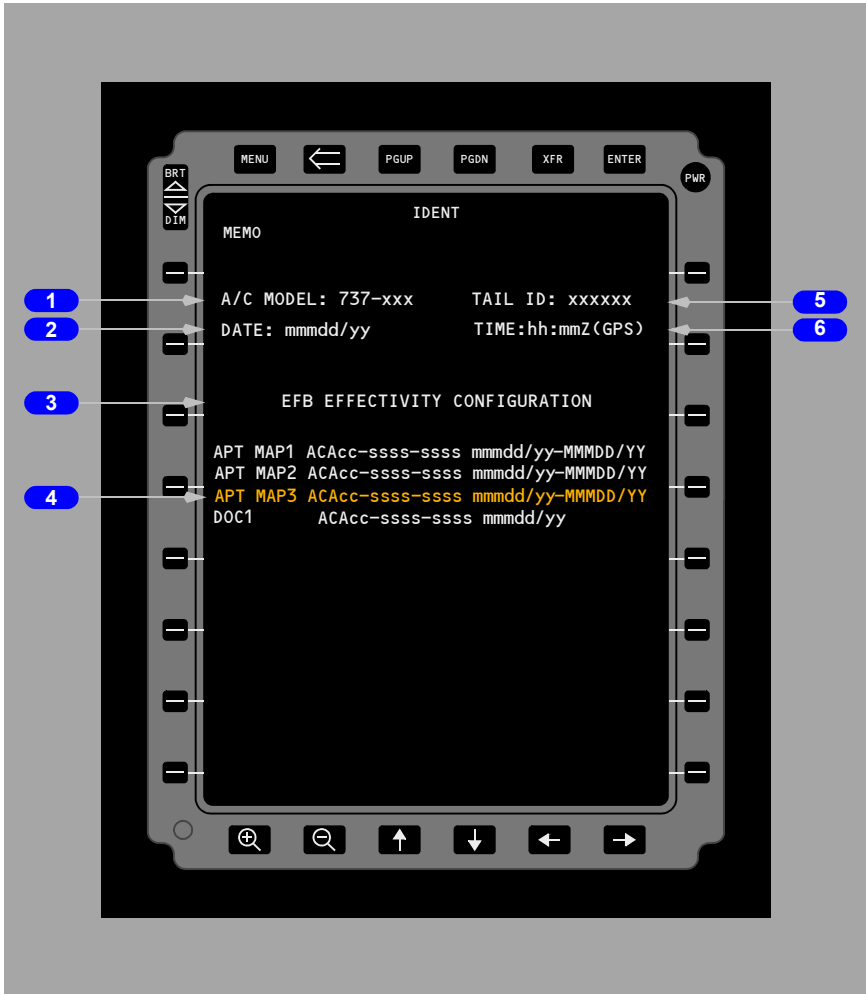 MENU PGUP PGDN XFR ENTER
BRT PWR
DIM
IDENT
MEMO
1 A/C MODEL: 737-xxx TAIL ID: xxxxxx 5
2 DATE: mmmdd/yy TIME:hh:mmZ(GPS) 6
3 EFB EFFECTIVITY CONFIGURATION
APT MAP1 ACAcc-ssss-ssss mmmdd/yy-MMMDD/YY
APT MAP2 ACAcc-ssss-ssss mmmdd/yy-MMMDD/YY
4 APT MAP3 ACAcc-ssss-ssss mmmdd/yy-MMMDD/YY
DOC1 ACAcc-ssss-ssss mmmdd/yy